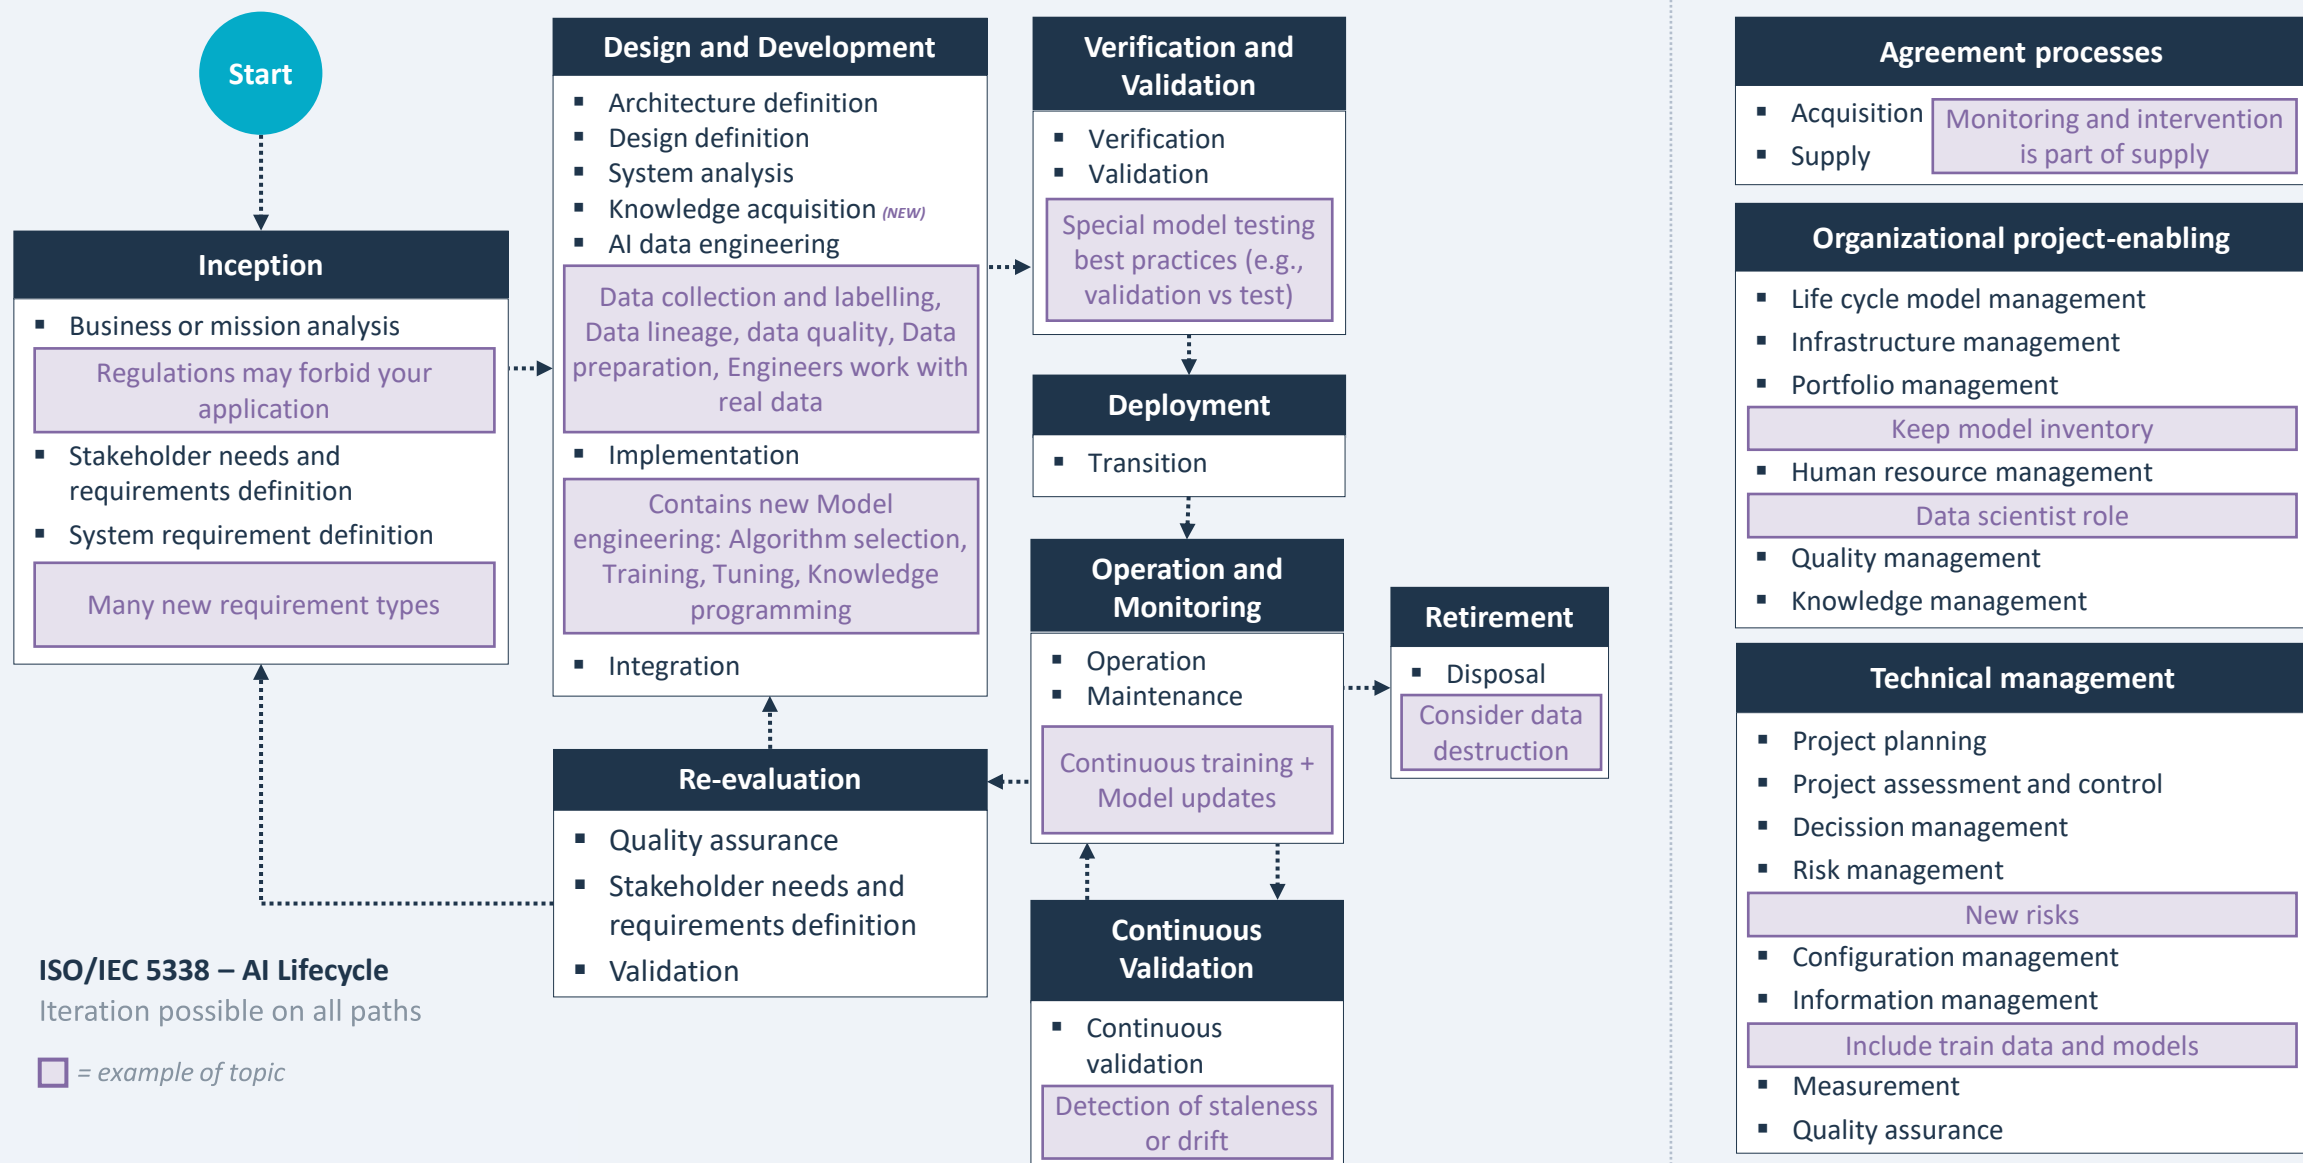 Start
Inception
▪ Business or mission analysis
Regulations may forbid your
application
▪ Stakeholder needs and
requirements definition
▪ System requirement definition
Many new requirement types
Design and Development
▪ Architecture definition
▪ Design definition
▪ System analysis
▪ Knowledge acquisition (NEW)
▪ AI data engineering
Data collection and labelling,
Data lineage, data quality, Data
preparation, Engineers work with
real data
▪ Implementation
Contains new Model
engineering: Algorithm selection,
Training, Tuning, Knowledge
programming
▪ Integration
Verification and
Validation
▪ Verification
▪ Validation
Special model testing
best practices (e.g.,
validation vs test)
Deployment
▪ Transition
Operation and
Monitoring
▪ Operation
▪ Maintenance
Continuous training +
Model updates
Retirement
▪ Disposal
Consider data
destruction
Re-evaluation
▪ Quality assurance
▪ Stakeholder needs and
requirements definition
▪ Validation
Continuous
Validation
▪ Continuous
validation
Detection of staleness
or drift
ISO/IEC 5338 – AI Lifecycle
Iteration possible on all paths
= example of topic
Agreement processes
▪ Acquisition
▪ Supply
Monitoring and intervention
is part of supply
Organizational project-enabling
▪ Life cycle model management
▪ Infrastructure management
▪ Portfolio management
Keep model inventory
▪ Human resource management
Data scientist role
▪ Quality management
▪ Knowledge management
Technical management
▪ Project planning
▪ Project assessment and control
▪ Decission management
▪ Risk management
New risks
▪ Configuration management
▪ Information management
Include train data and models
▪ Measurement
▪ Quality assurance